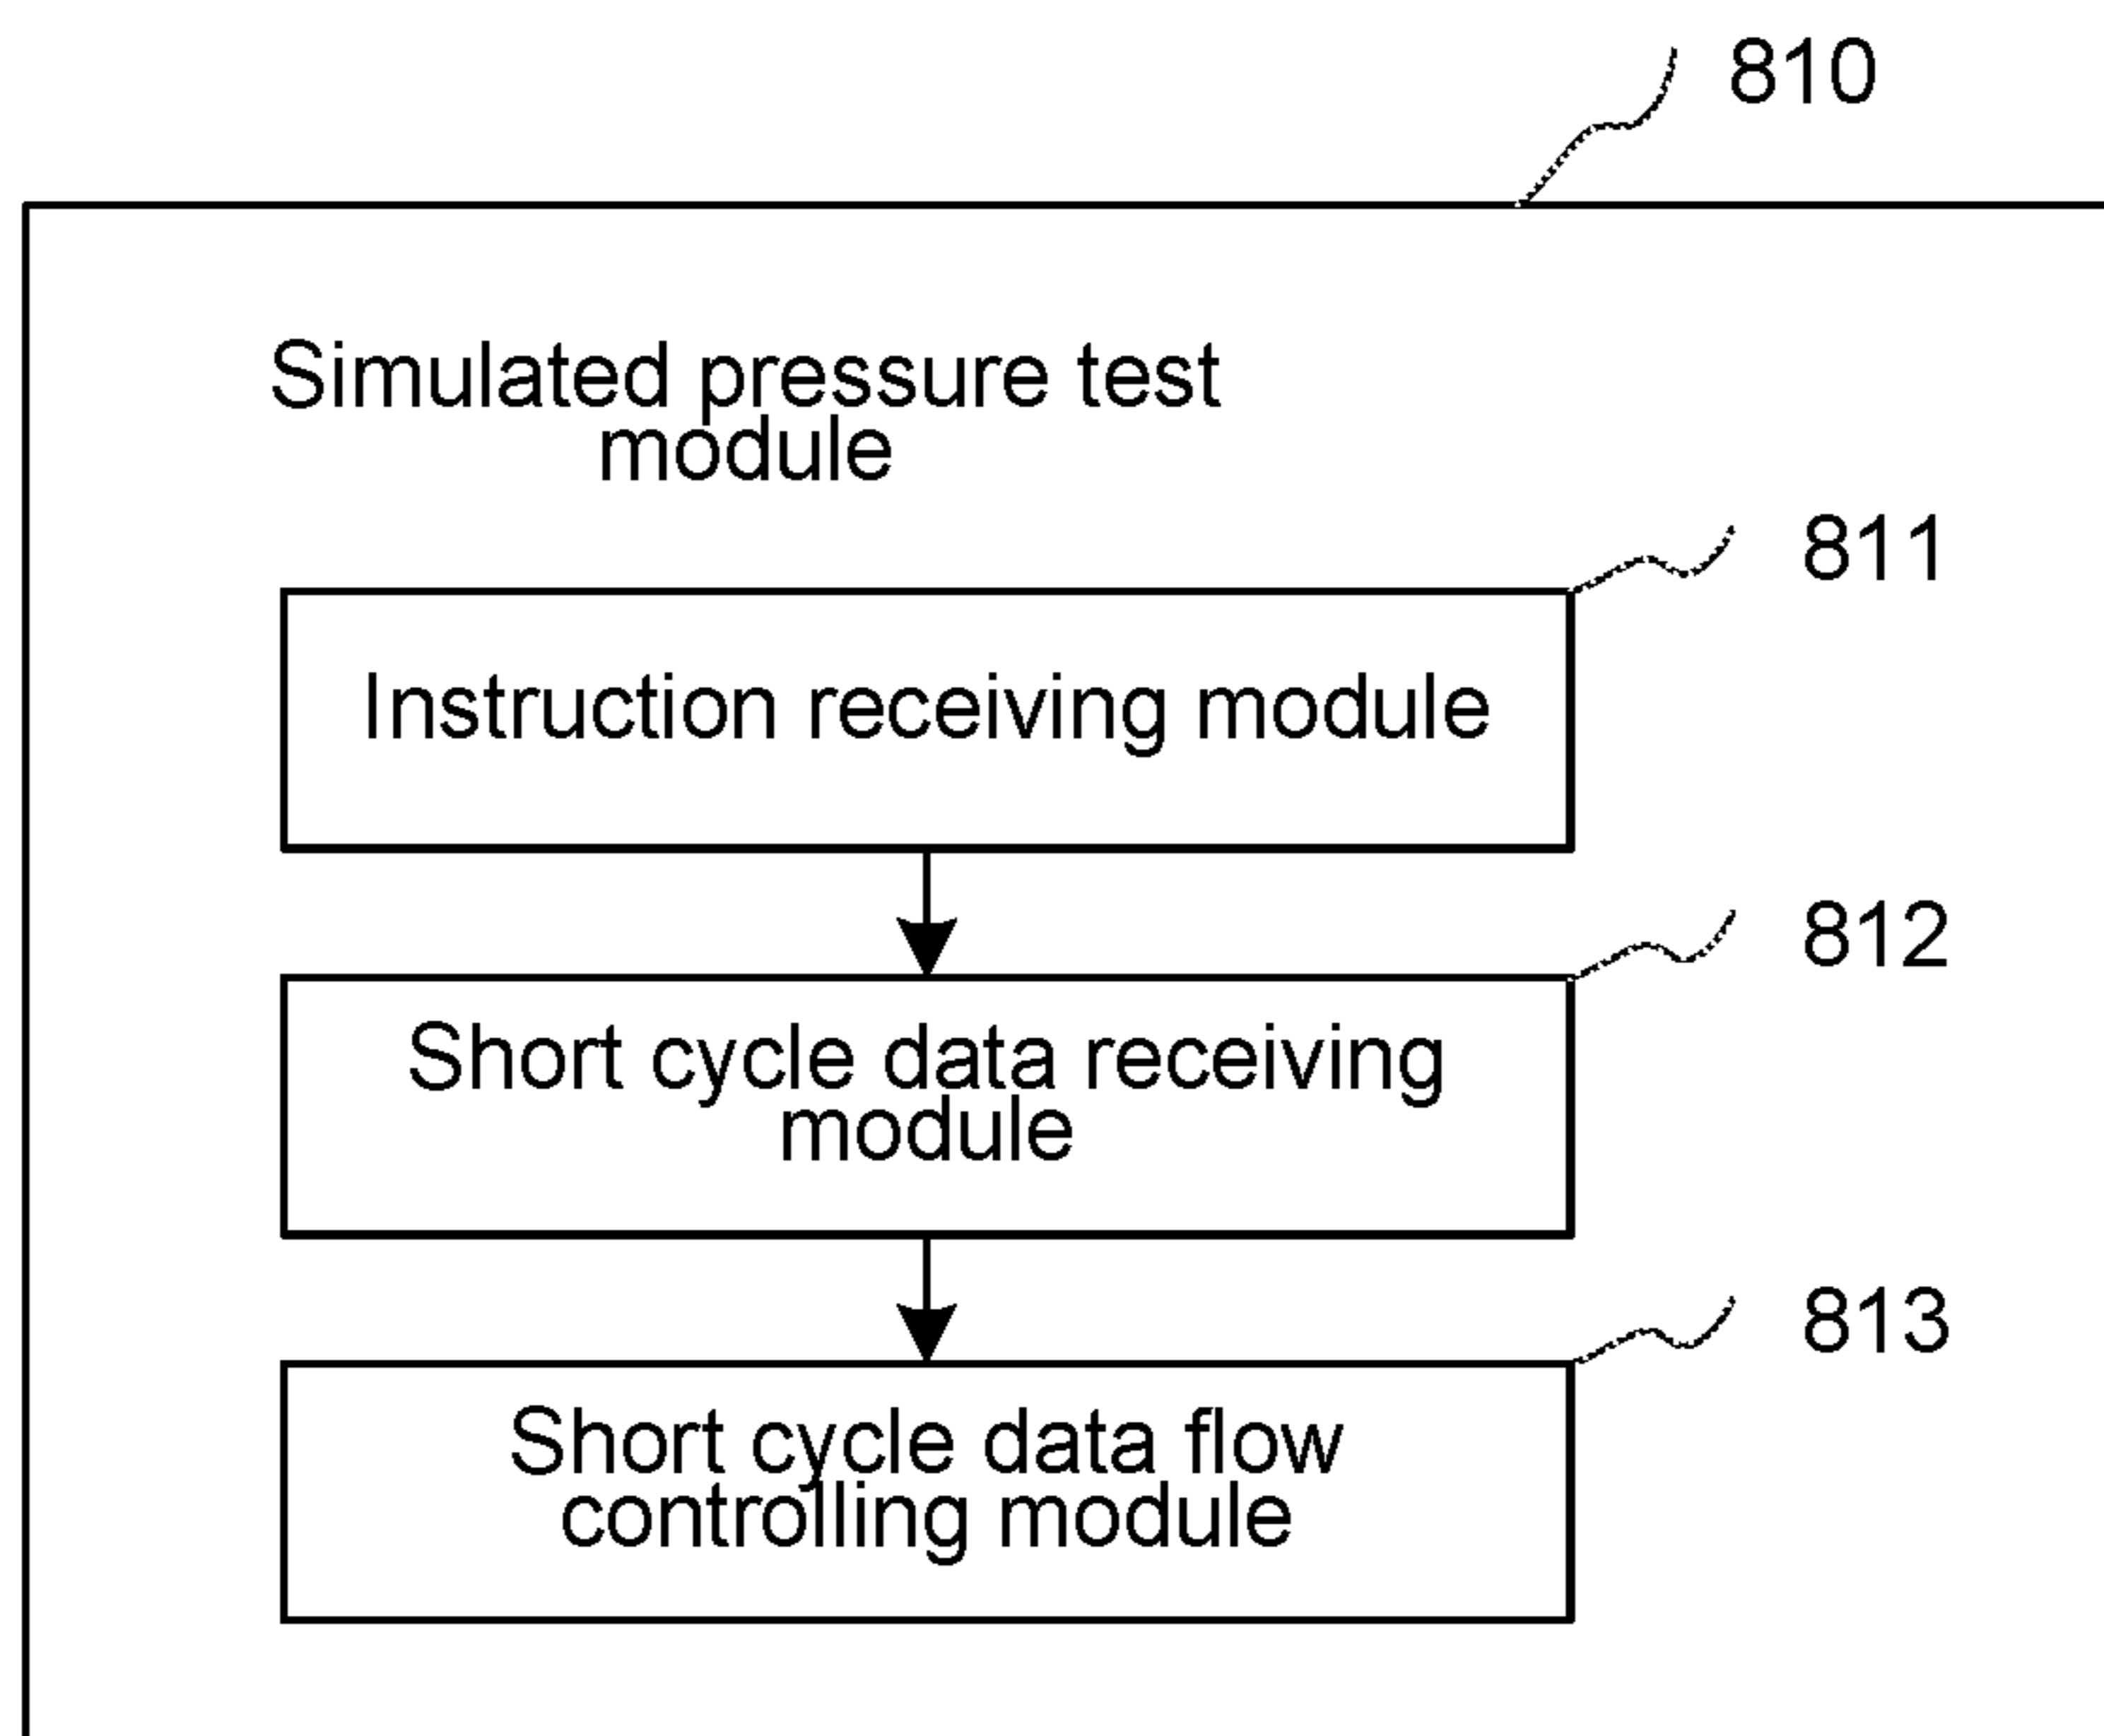 810
Simulated pressure test
module
811
Instruction receiving module
812
Short cycle data receiving
module
813
Short cycle data flow
controlling module